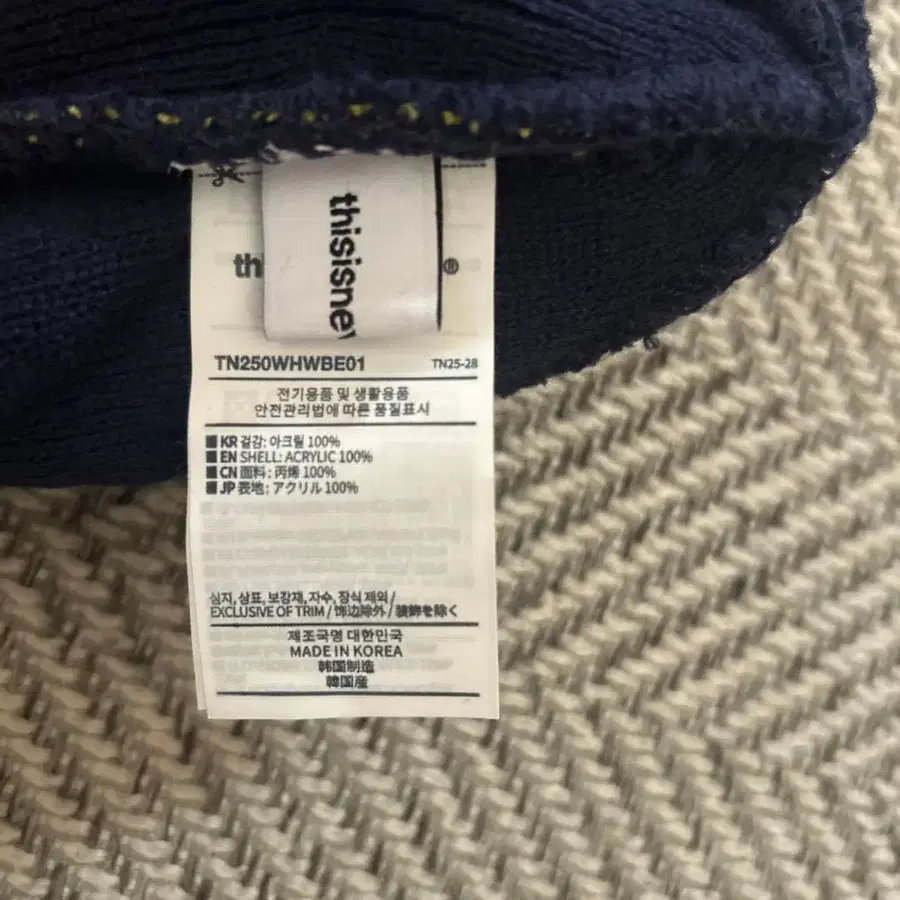 thisisnev
th ®
TN250WHWBE01 TN25-28
전기용품 및 생활용품
안전관리법에 따른 품질표시
KR 겉감: 아크릴 100%
EN SHELL: ACRYLIC 100%
CN 面料: 丙烯 100%
JP 表地: アクリル 100%
심지, 상표, 보강재, 자수, 장식 제외 /
EXCLUSIVE OF TRIM / 饰边除外 / 装飾を除く
제조국명 대한민국
MADE IN KOREA
韩国制造
韓国産